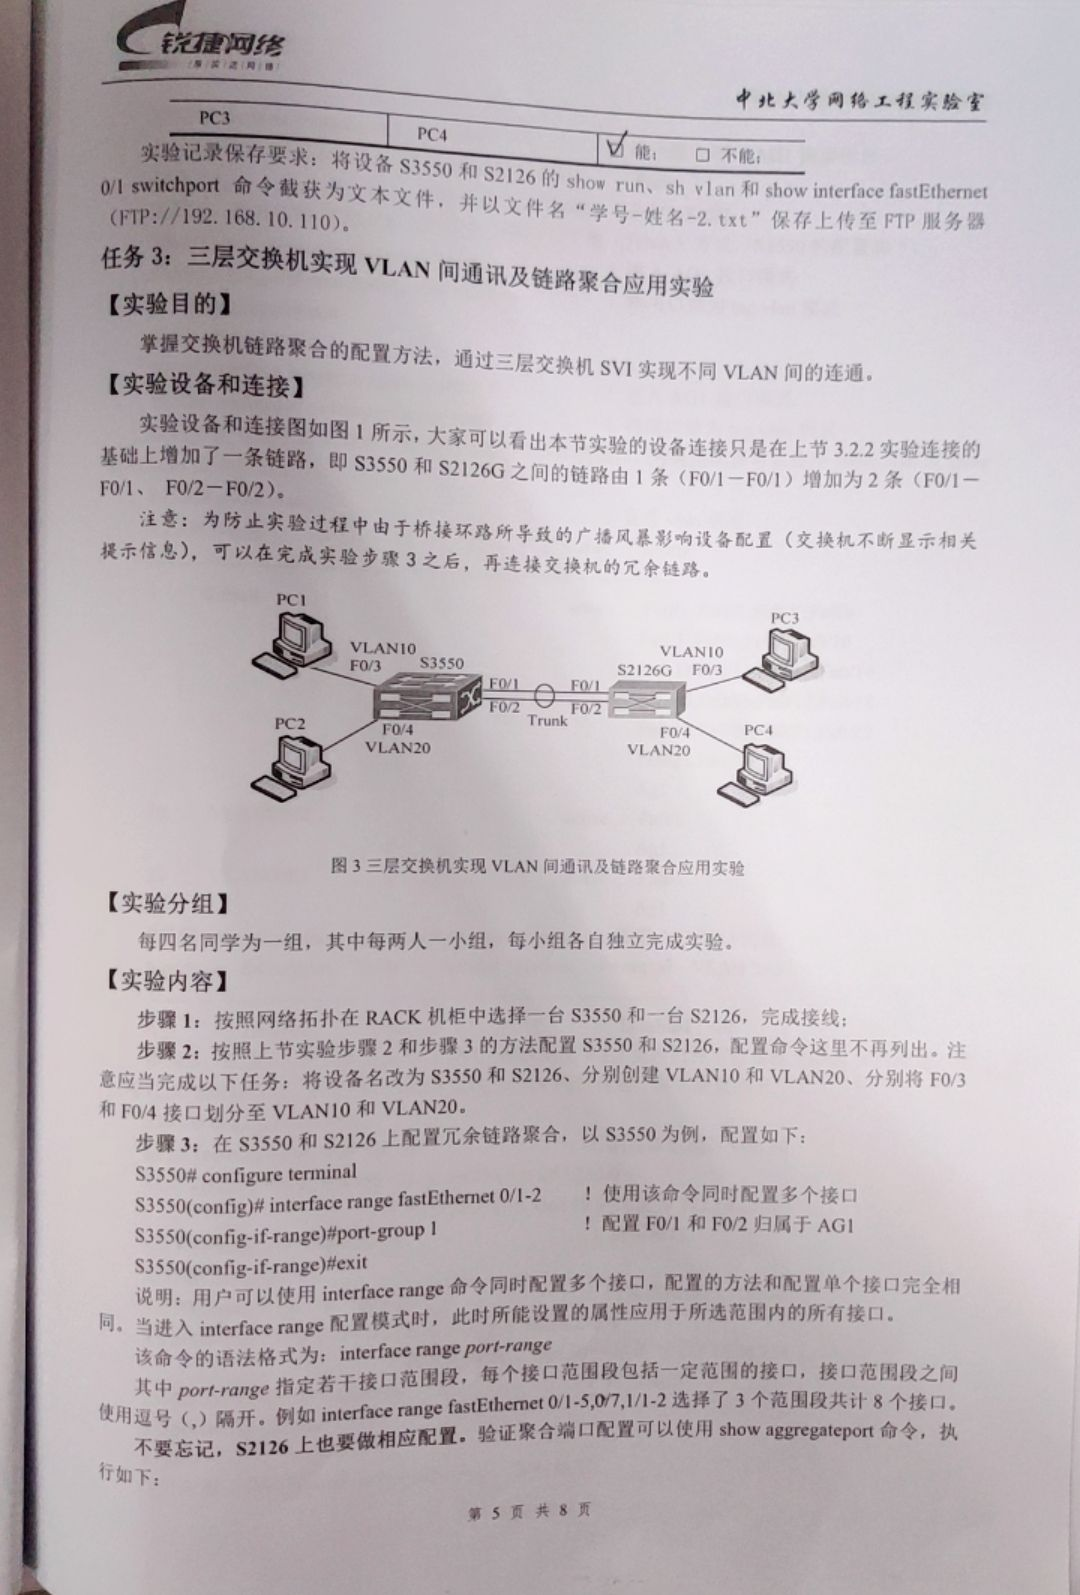 锐捷网络
中北大学网络工程实验室
PC3 PC4 ☑ 能； □ 不能；
实验记录保存要求：将设备 S3550 和 S2126 的 show run、sh vlan 和 show interface fastEthernet
0/1 switchport 命令截获为文本文件，并以文件名“学号-姓名-2.txt”保存上传至 FTP 服务器
（FTP://192.168.10.110）。
任务 3：三层交换机实现 VLAN 间通讯及链路聚合应用实验
【实验目的】
掌握交换机链路聚合的配置方法，通过三层交换机 SVI 实现不同 VLAN 间的连通。
【实验设备和连接】
实验设备和连接图如图 1 所示，大家可以看出本节实验的设备连接只是在上节 3.2.2 实验连接的
基础上增加了一条链路，即 S3550 和 S2126G 之间的链路由 1 条（F0/1－F0/1）增加为 2 条（F0/1－
F0/1、 F0/2－F0/2）。
注意：为防止实验过程中由于桥接环路所导致的广播风暴影响设备配置（交换机不断显示相关
提示信息），可以在完成实验步骤 3 之后，再连接交换机的冗余链路。
PC1
PC3
VLAN10
VLAN10
F0/3 S3550
S2126G F0/3
F0/1 F0/1
F0/2 F0/2
Trunk
PC2
F0/4
F0/4
PC4
VLAN20
VLAN20
图 3 三层交换机实现 VLAN 间通讯及链路聚合应用实验
【实验分组】
每四名同学为一组，其中每两人一小组，每小组各自独立完成实验。
【实验内容】
步骤 1：按照网络拓扑在 RACK 机柜中选择一台 S3550 和一台 S2126，完成接线；
步骤 2：按照上节实验步骤 2 和步骤 3 的方法配置 S3550 和 S2126，配置命令这里不再列出。注
意应当完成以下任务：将设备名改为 S3550 和 S2126、分别创建 VLAN10 和 VLAN20、分别将 F0/3
和 F0/4 接口划分至 VLAN10 和 VLAN20。
步骤 3：在 S3550 和 S2126 上配置冗余链路聚合，以 S3550 为例，配置如下：
S3550# configure terminal
S3550(config)# interface range fastEthernet 0/1-2 ！使用该命令同时配置多个接口
S3550(config-if-range)#port-group 1 ！配置 F0/1 和 F0/2 归属于 AG1
S3550(config-if-range)#exit
说明：用户可以使用 interface range 命令同时配置多个接口，配置的方法和配置单个接口完全相
同。当进入 interface range 配置模式时，此时所能设置的属性应用于所选范围内的所有接口。
该命令的语法格式为：interface range port-range
其中 port-range 指定若干接口范围段，每个接口范围段包括一定范围的接口，接口范围段之间
使用逗号（,）隔开。例如 interface range fastEthernet 0/1-5,0/7,1/1-2 选择了 3 个范围段共计 8 个接口。
不要忘记，S2126 上也要做相应配置。验证聚合端口配置可以使用 show aggregateport 命令，执
行如下：
第 5 页 共 8 页